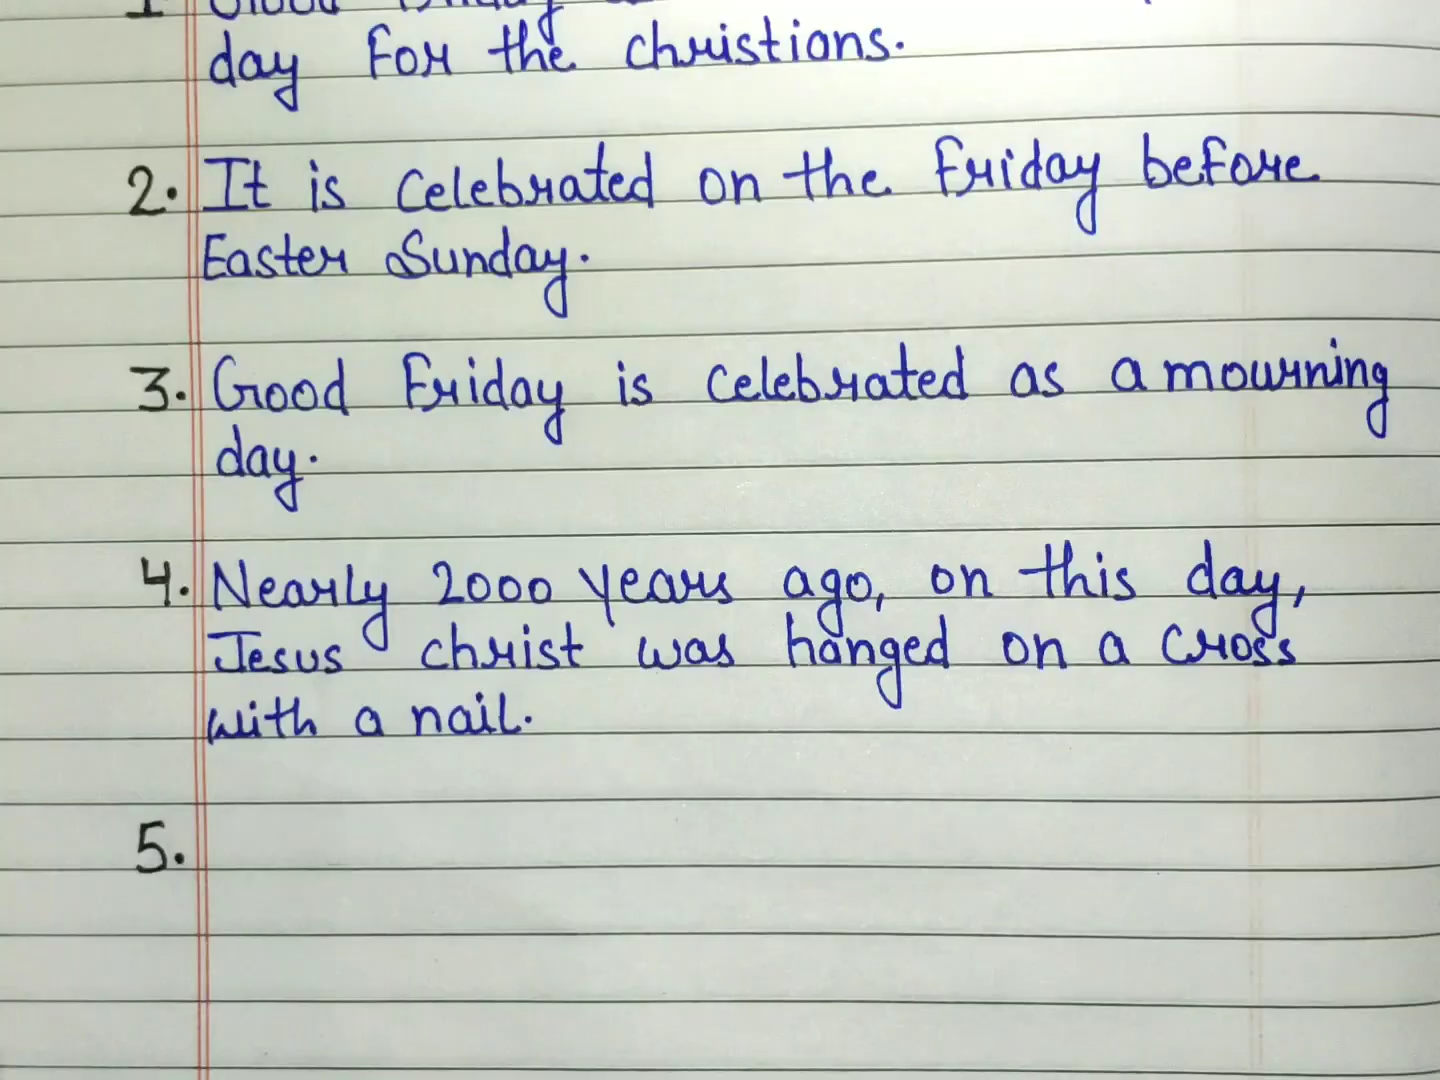 day For the christians.
2. It is Celebrated on the Friday before
Easter Sunday.
3. Good Friday is celebrated as a mourning
day.
4. Nearly 2000 years ago, on this day,
Jesus christ was hanged on a cross
with a nail.
5.